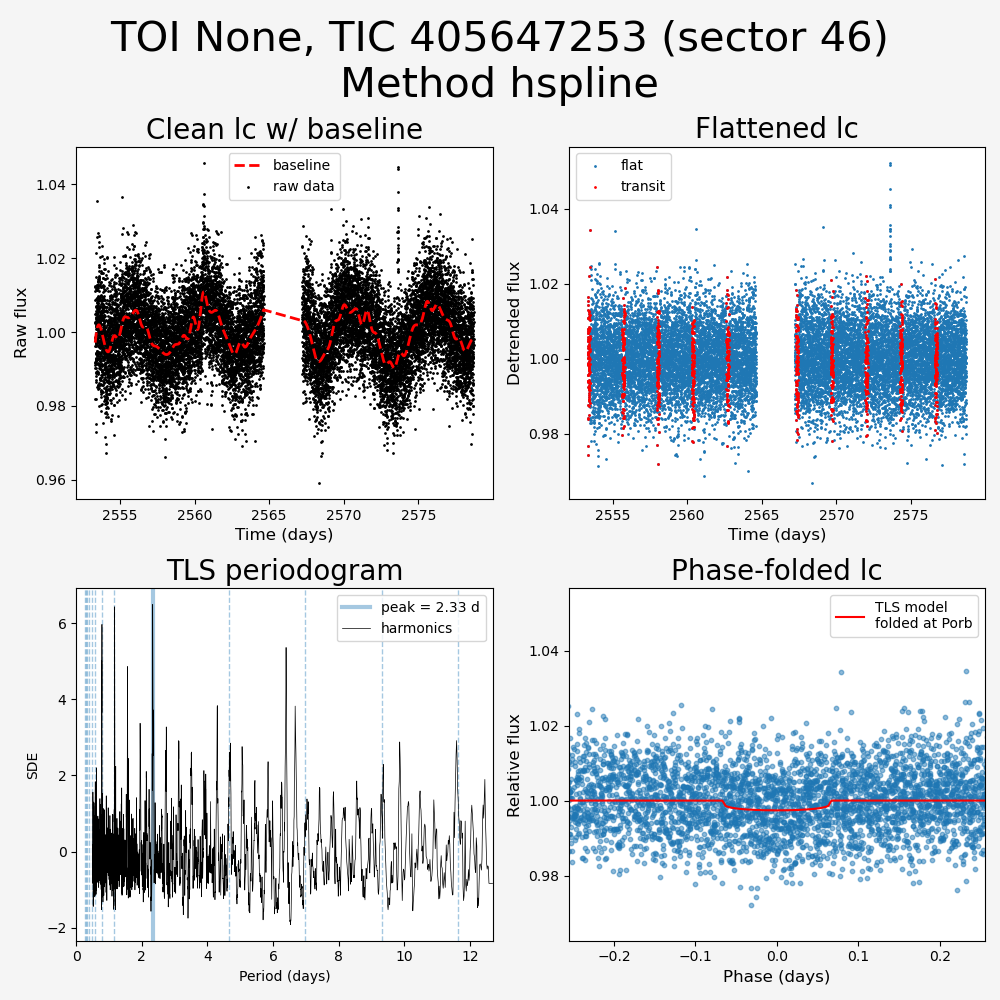 TOI None, TIC 405647253 (sector 46)
Method hspline
Clean lc w/ baseline
baseline
raw data
1.04
1.02
1.00
0.98
0.96
Raw flux
2555
2560
2565
2570
2575
Time (days)
Flattened lc
flat
transit
1.04
1.02
1.00
0.98
Detrended flux
2555
2560
2565
2570
2575
Time (days)
TLS periodogram
peak = 2.33 d
harmonics
6
4
2
0
−2
SDE
0
2
4
6
8
10
12
Period (days)
Phase-folded lc
TLS model
folded at Porb
1.04
1.02
1.00
0.98
Relative flux
−0.2
−0.1
0.0
0.1
0.2
Phase (days)